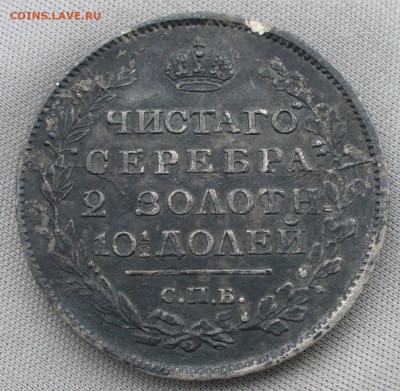 COINS.LAVE.RU
ЧИСТАГО
СЕРЕБРА
2 ЗОЛОТН.
10½ ДОЛЕЙ
С.П.Б.